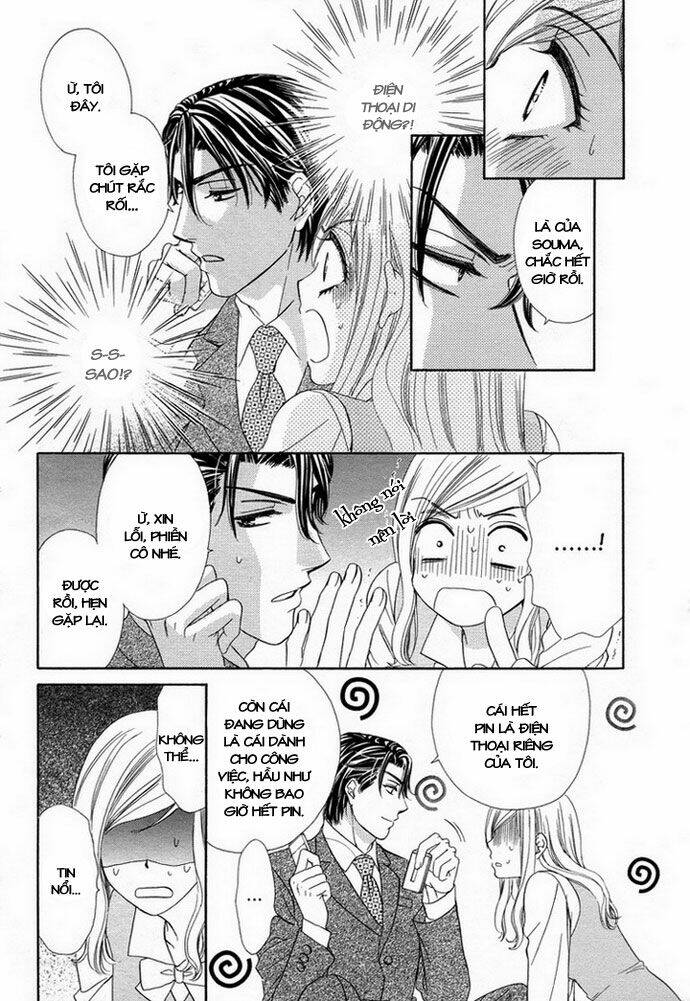 LÀ CỦA
SOUMA,
CHẮC HẾT
GIỜ RỒI.
ĐIỆN
THOẠI DI
ĐỘNG?!
Ừ, TÔI
ĐÂY.
TÔI GẶP
CHÚT RẮC
RỐI...
S-S-
SAO!?
.......!
không nói
nên lời
Ừ, XIN
LỖI, PHIỀN
CÔ NHÉ.
ĐƯỢC
RỒI, HẸN
GẶP LẠI.
CÁI HẾT
PIN LÀ ĐIỆN
THOẠI RIÊNG
CỦA TÔI.
CÒN CÁI
ĐANG DÙNG
LÀ CÁI DÀNH
CHO CÔNG
VIỆC, HẦU NHƯ
KHÔNG BAO
GIỜ HẾT PIN.
...
KHÔNG
THỂ...
TIN
NỔI...